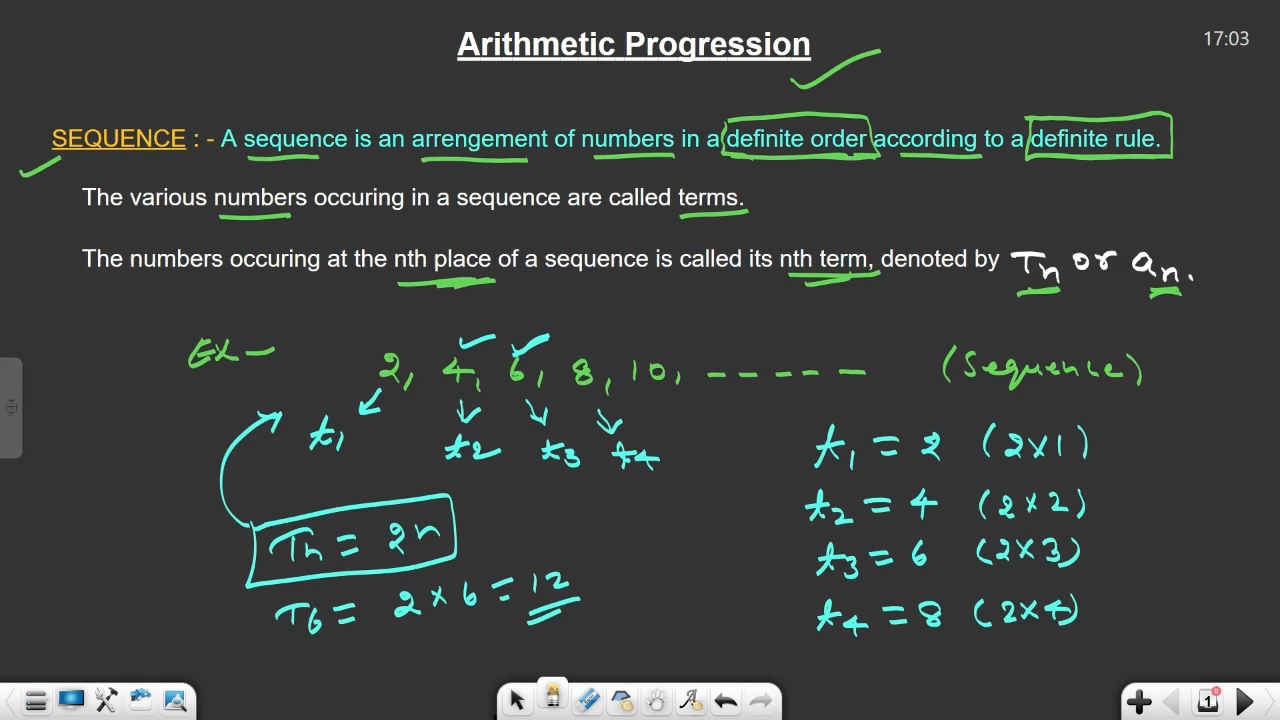 Arithmetic Progression
17:03
SEQUENCE : - A sequence is an arrengement of numbers in a definite order according to a definite rule.
The various numbers occuring in a sequence are called terms.
The numbers occuring at the nth place of a sequence is called its nth term, denoted by Tn or an.
Ex - 2, 4, 6, 8, 10, ----- (Sequence)
t1 t2 t3 t4
t1 = 2 (2×1)
t2 = 4 (2×2)
Tn = 2n
t3 = 6 (2×3)
T6 = 2×6 = 12
t4 = 8 (2×4)
1
0